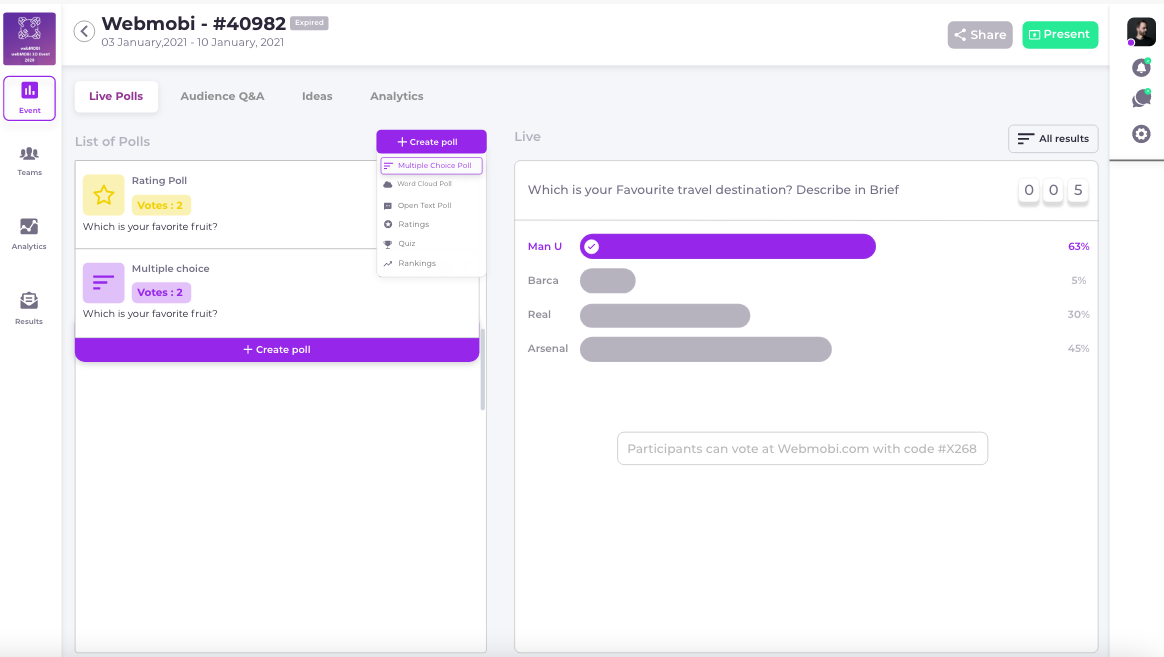 webMOBI
webMOBI IO Event
2020
Event
Teams
Analytics
Results
Webmobi - #40982 Expired
03 January,2021 - 10 January, 2021
Share
Present
Live Polls
Audience Q&A
Ideas
Analytics
List of Polls
+ Create poll
Multiple Choice Poll
Word Cloud Poll
Open Text Poll
Ratings
Quiz
Rankings
Rating Poll
Votes : 2
Which is your favorite fruit?
Multiple choice
Votes : 2
Which is your favorite fruit?
+ Create poll
Live
All results
Which is your Favourite travel destination? Describe in Brief
0 0 5
Man U 63%
Barca 5%
Real 30%
Arsenal 45%
Participants can vote at Webmobi.com with code #X268